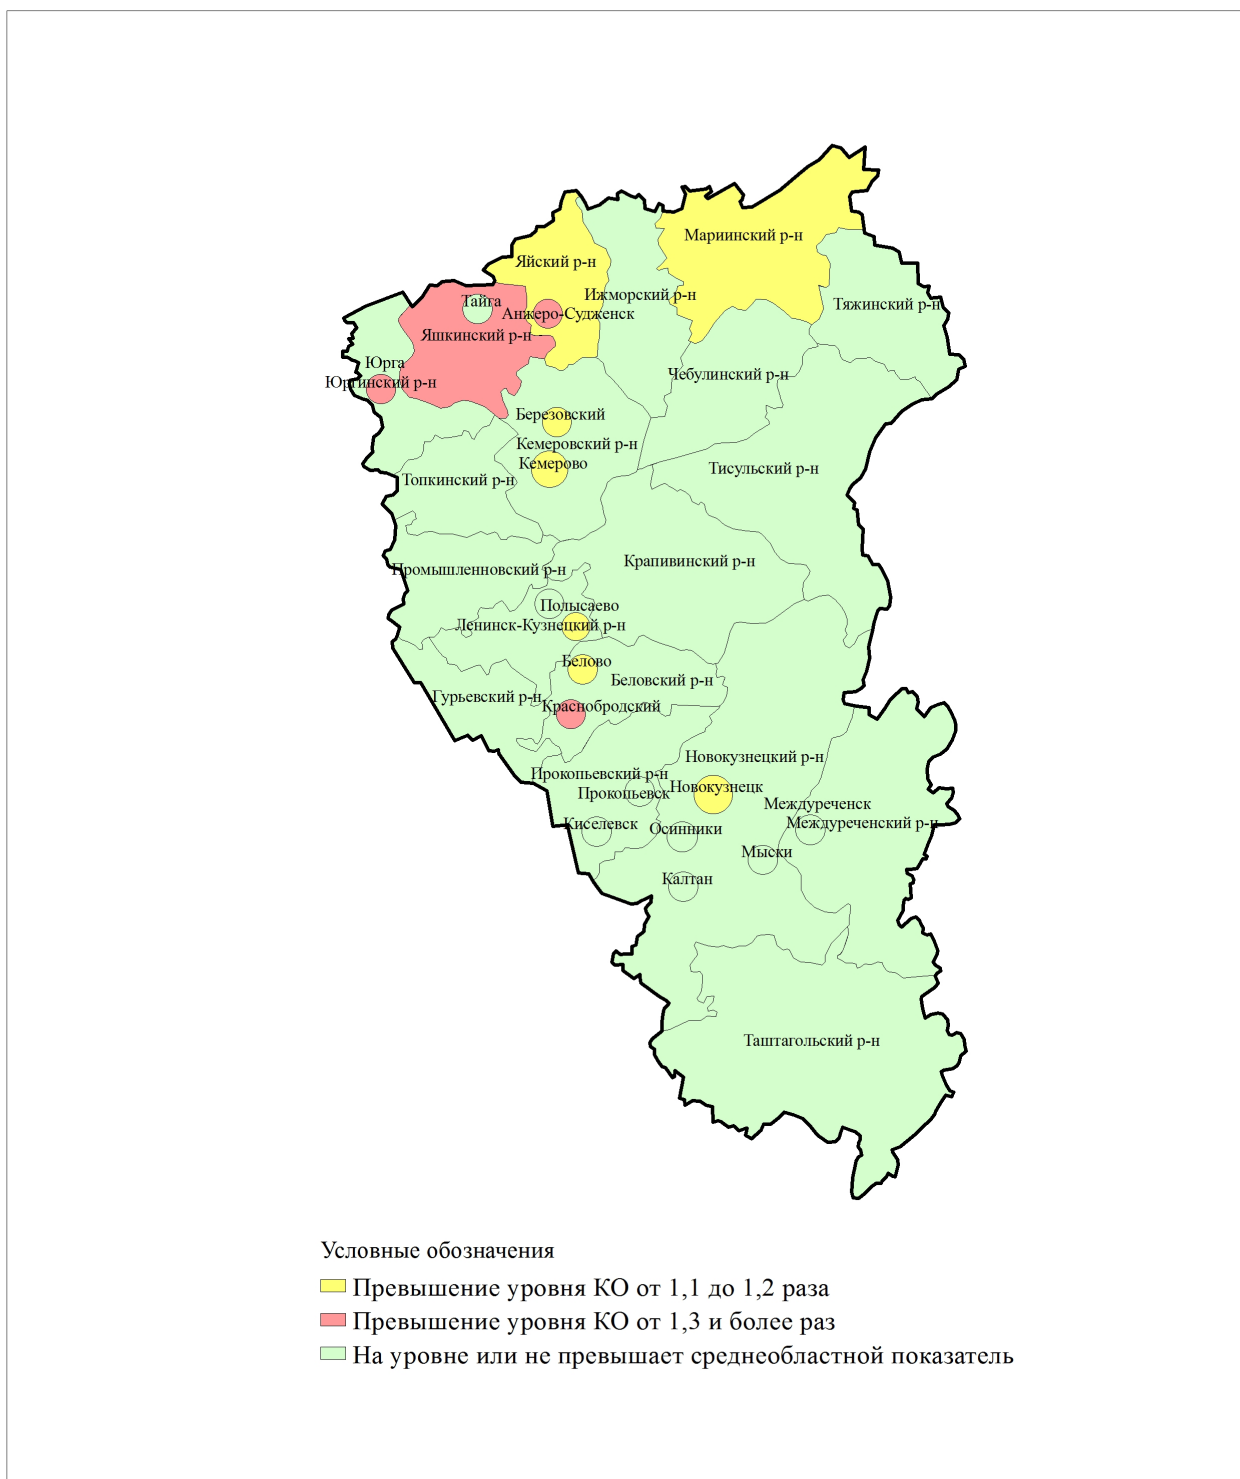 Мариинский р-н
Яйский р-н
Ижморский р-н
Тяжинский р-н
Тайга
Анжеро-Судженск
Яшкинский р-н
Юрга
Юргинский р-н
Чебулинский р-н
Березовский
Кемеровский р-н
Кемерово
Тисульский р-н
Топкинский р-н
Крапивинский р-н
Промышленновский р-н
Полысаево
Ленинск-Кузнецкий р-н
Белово
Беловский р-н
Гурьевский р-н
Краснобродский
Новокузнецкий р-н
Прокопьевский р-н
Новокузнецк
Прокопьевск
Междуреченск
Междуреченский р-н
Киселевск
Осинники
Мыски
Калтан
Таштагольский р-н
Условные обозначения
Превышение уровня КО от 1,1 до 1,2 раза
Превышение уровня КО от 1,3 и более раз
На уровне или не превышает среднеобластной показатель